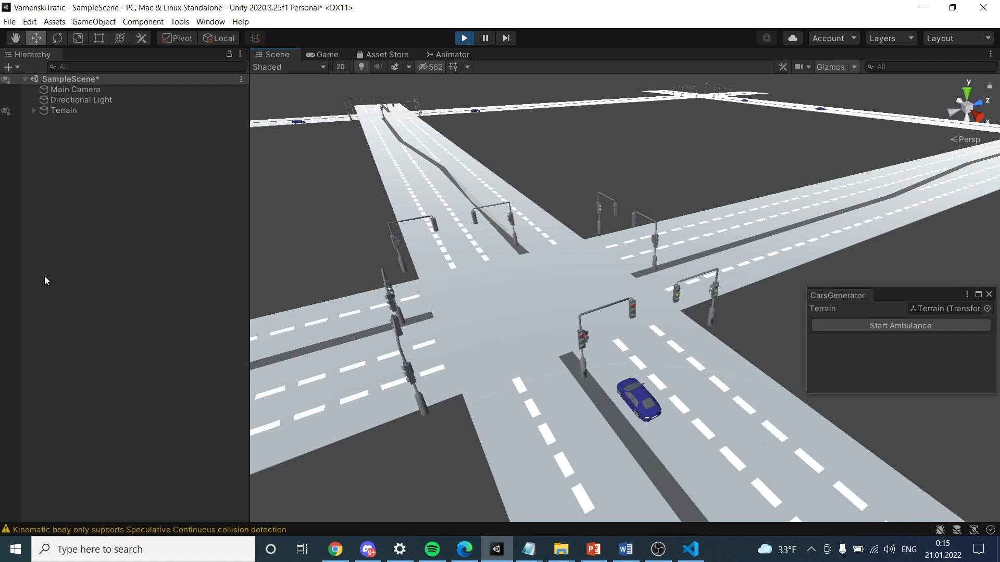 VarnenskiTrafic - SampleScene - PC, Mac & Linux Standalone - Unity 2020.3.25f1 Personal* <DX11>
File Edit Assets GameObject Component Tools Window Help
Pivot Local Account Layers Layout
Hierarchy
All
SampleScene*
Main Camera
Directional Light
Terrain
Scene Game Asset Store Animator
Shaded 2D 562 Gizmos All
y
z
x
Persp
CarsGenerator
Terrain Terrain (Transfor
Start Ambulance
Kinematic body only supports Speculative Continuous collision detection
Type here to search
9+
33°F
ENG
0:15
21.01.2022